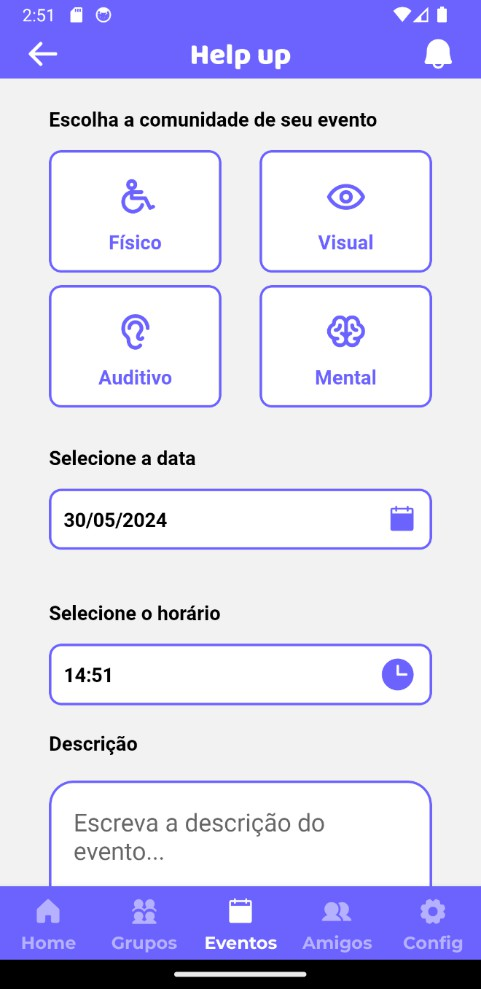 2:51
Help up
Escolha a comunidade de seu evento
Físico
Visual
Auditivo
Mental
Selecione a data
30/05/2024
Selecione o horário
14:51
Descrição
Escreva a descrição do
evento...
Home
Grupos
Eventos
Amigos
Config